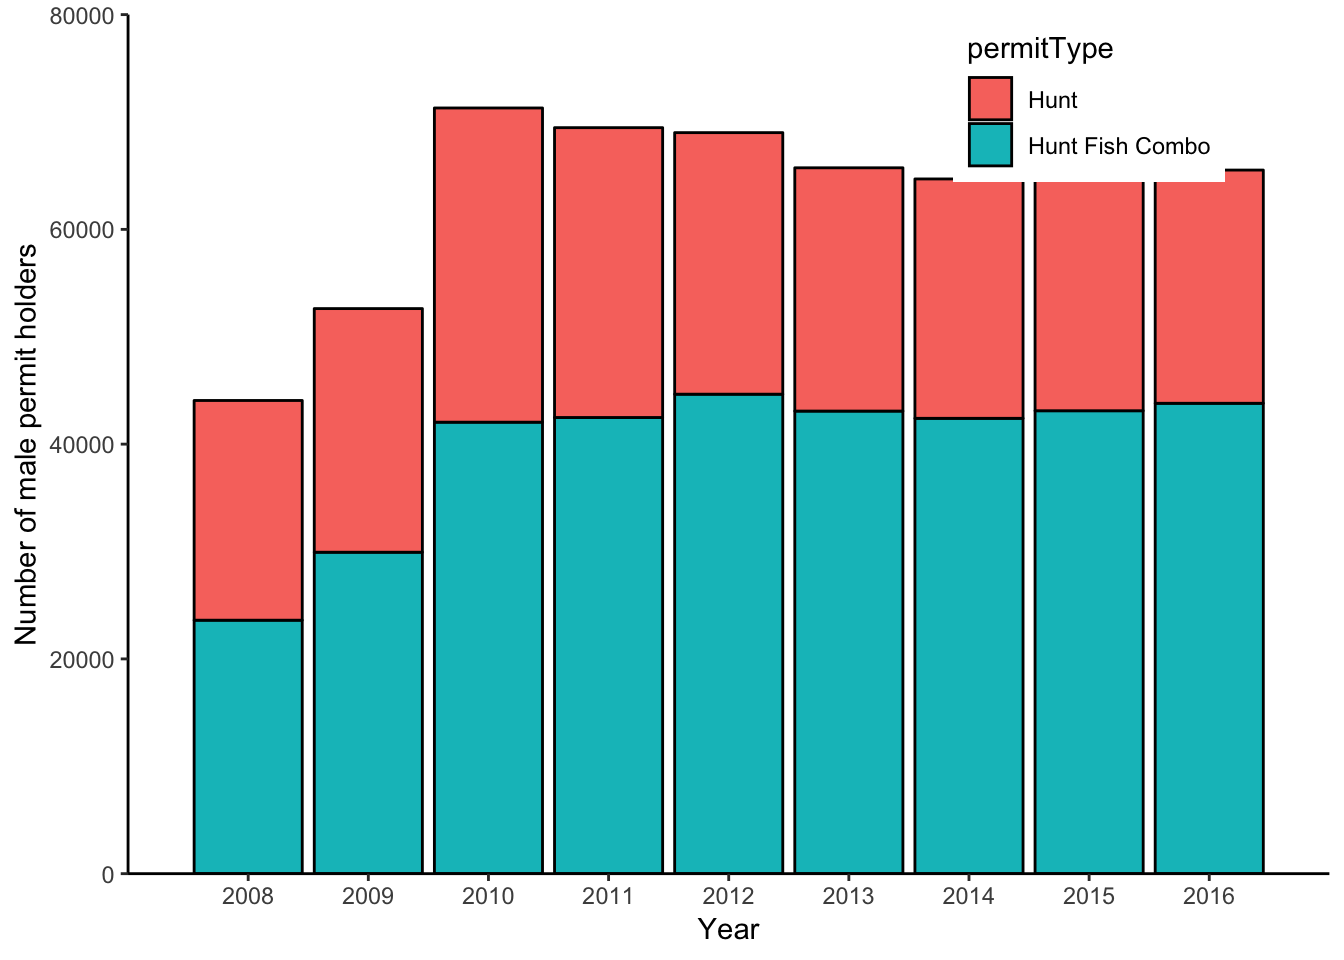 80000
60000
40000
20000
0
Number of male permit holders
permitType
Hunt
Hunt Fish Combo
2008 2009 2010 2011 2012 2013 2014 2015 2016
Year